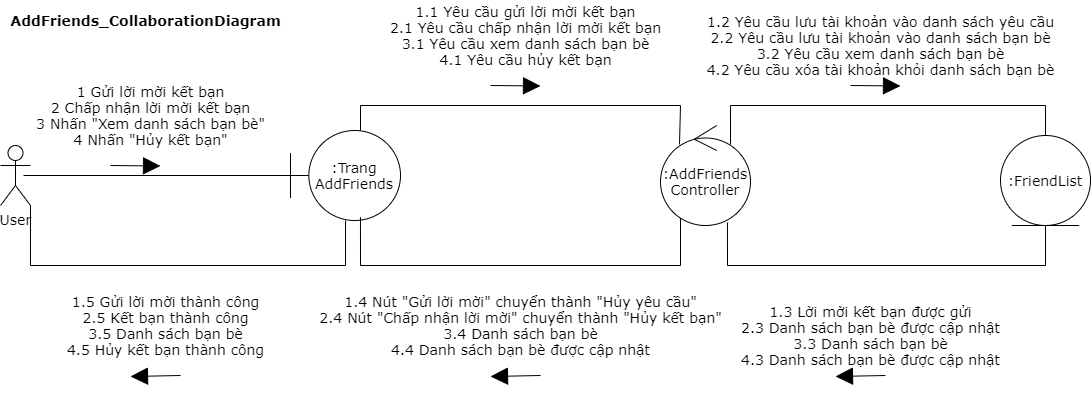 AddFriends_CollaborationDiagram
1.1 Yêu cầu gửi lời mời kết bạn
2.1 Yêu cầu chấp nhận lời mời kết bạn
3.1 Yêu cầu xem danh sách bạn bè
4.1 Yêu cầu hủy kết bạn
1.2 Yêu cầu lưu tài khoản vào danh sách yêu cầu
2.2 Yêu cầu lưu tài khoản vào danh sách bạn bè
3.2 Yêu cầu xem danh sách bạn bè
4.2 Yêu cầu xóa tài khoản khỏi danh sách bạn bè
1 Gửi lời mời kết bạn
2 Chấp nhận lời mời kết bạn
3 Nhấn "Xem danh sách bạn bè"
4 Nhấn "Hủy kết bạn"
User
:Trang
AddFriends
:AddFriends
Controller
:FriendList
1.5 Gửi lời mời thành công
2.5 Kết bạn thành công
3.5 Danh sách bạn bè
4.5 Hủy kết bạn thành công
1.4 Nút "Gửi lời mời" chuyển thành "Hủy yêu cầu"
2.4 Nút "Chấp nhận lời mời" chuyển thành "Hủy kết bạn"
3.4 Danh sách bạn bè
4.4 Danh sách bạn bè được cập nhật
1.3 Lời mời kết bạn được gửi
2.3 Danh sách bạn bè được cập nhật
3.3 Danh sách bạn bè
4.3 Danh sách bạn bè được cập nhật